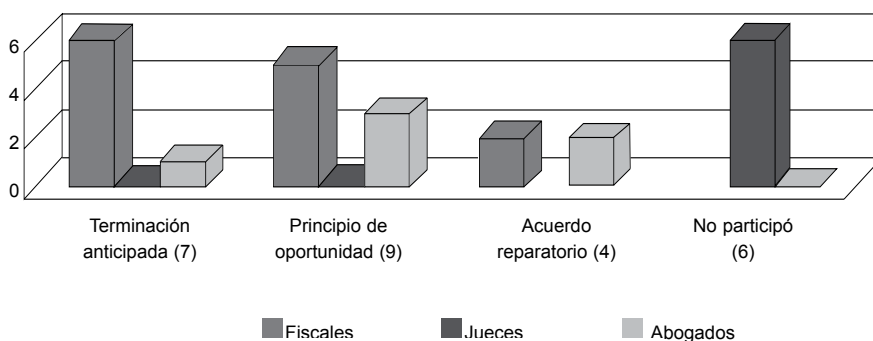 6
4
2
0
Terminación
anticipada (7)
Principio de
oportunidad (9)
Acuerdo
reparatorio (4)
No participó
(6)
Fiscales
Jueces
Abogados